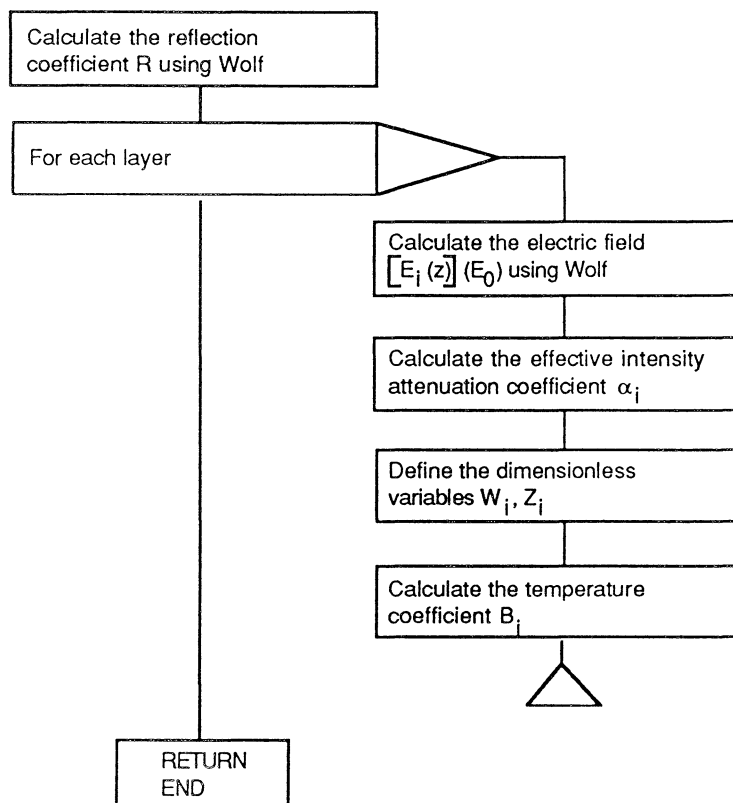 Calculate the reflection
coefficient R using Wolf
For each layer
Calculate the electric field
[E_i (z)] (E_0) using Wolf
Calculate the effective intensity
attenuation coefficient α_i
Define the dimensionless
variables W_i, Z_i
Calculate the temperature
coefficient B_i
RETURN
END